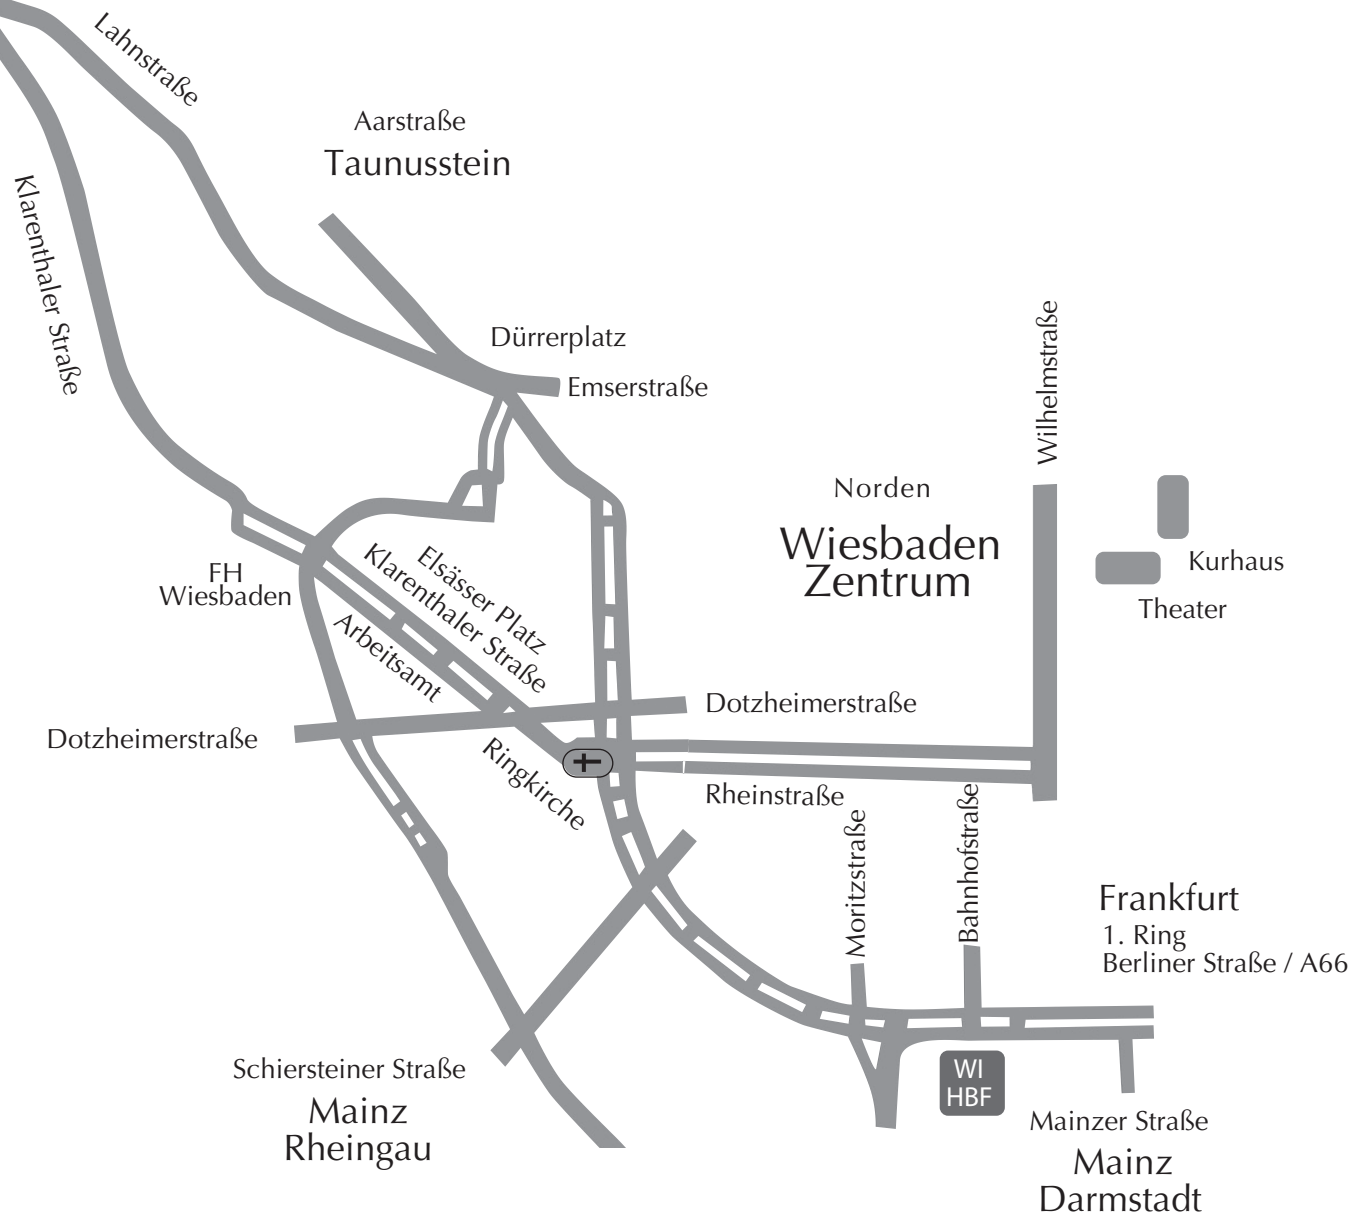 Lahnstraße
Aarstraße
Taunusstein
Klarenthaler Straße
Dürrerplatz
Emserstraße
Wilhelmstraße
Norden
Wiesbaden
Zentrum
Kurhaus
Theater
FH
Wiesbaden
Elsässer Platz
Klarenthaler Straße
Arbeitsamt
Dotzheimerstraße
Dotzheimerstraße
Ringkirche
Rheinstraße
Moritzstraße
Bahnhofstraße
Frankfurt
1. Ring
Berliner Straße / A66
Schiersteiner Straße
Mainz
Rheingau
WI
HBF
Mainzer Straße
Mainz
Darmstadt